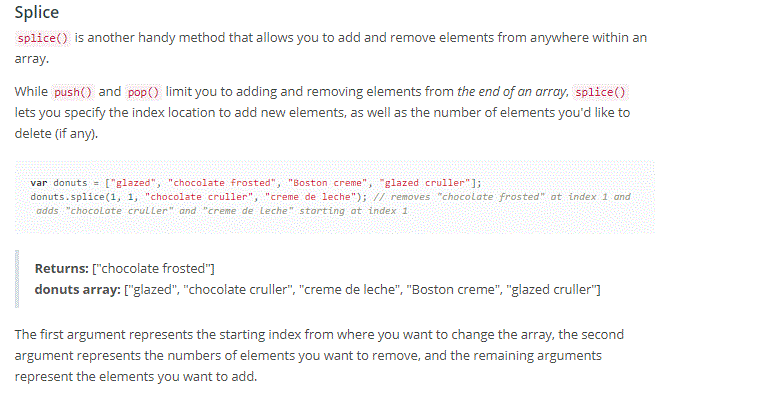 Splice
splice() is another handy method that allows you to add and remove elements from anywhere within an
array.
While push() and pop() limit you to adding and removing elements from the end of an array, splice()
lets you specify the index location to add new elements, as well as the number of elements you'd like to
delete (if any).
var donuts = ["glazed", "chocolate frosted", "Boston creme", "glazed cruller"];
donuts.splice(1, 1, "chocolate cruller", "creme de leche"); // removes "chocolate frosted" at index 1 and
adds "chocolate cruller" and "creme de leche" starting at index 1
Returns: ["chocolate frosted"]
donuts array: ["glazed", "chocolate cruller", "creme de leche", "Boston creme", "glazed cruller"]
The first argument represents the starting index from where you want to change the array, the second
argument represents the numbers of elements you want to remove, and the remaining arguments
represent the elements you want to add.